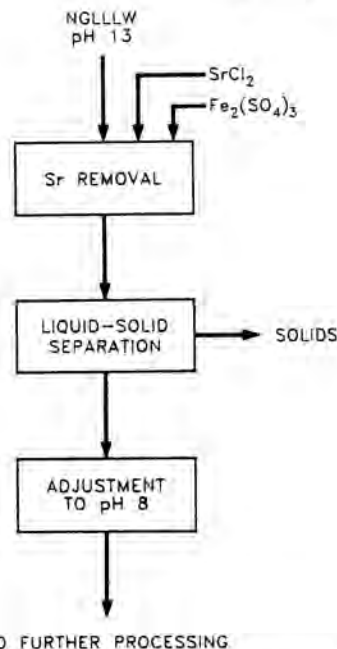 NGLLLW
pH 13
SrCl₂
Fe₂(SO₄)₃
Sr REMOVAL
LIQUID-SOLID
SEPARATION
SOLIDS
ADJUSTMENT
TO pH 8
O FURTHER PROCESSING